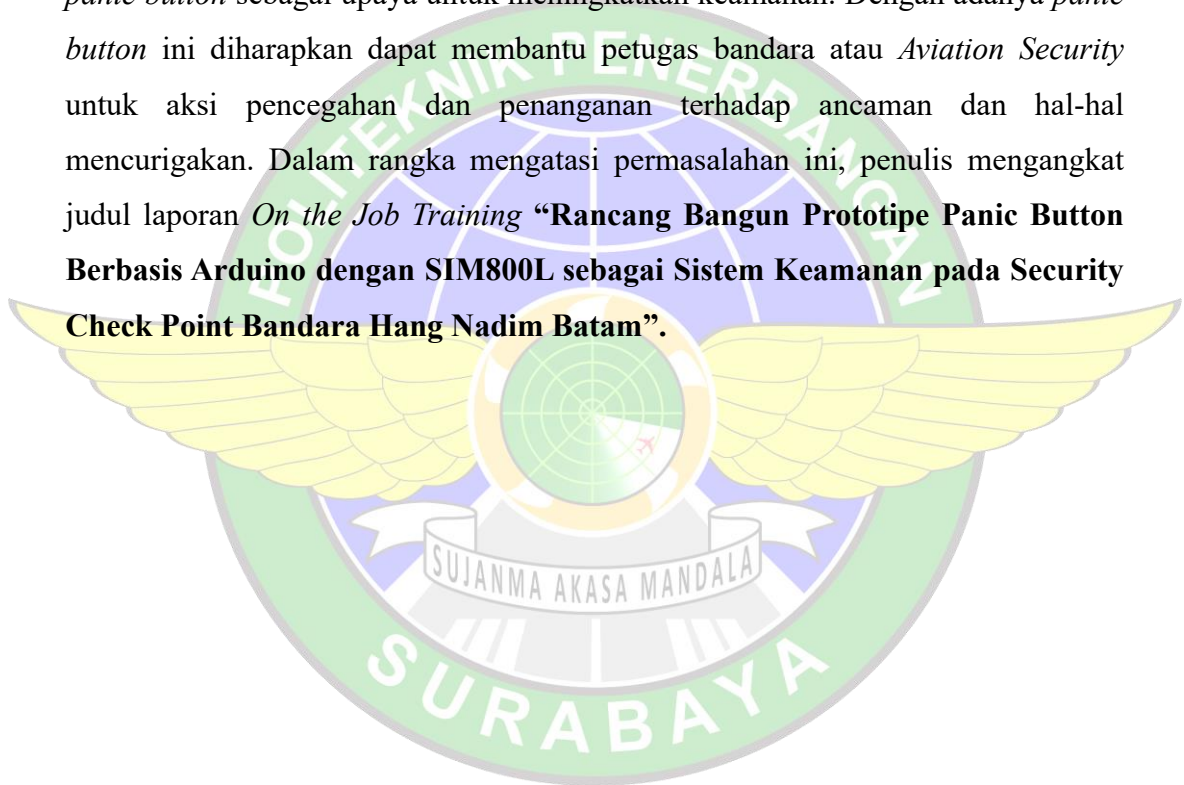 panic button sebagai upaya untuk meningkatkan keamanan. Dengan adanya panic
button ini diharapkan dapat membantu petugas bandara atau Aviation Security
untuk aksi pencegahan dan penanganan terhadap ancaman dan hal-hal
mencurigakan. Dalam rangka mengatasi permasalahan ini, penulis mengangkat
judul laporan On the Job Training “Rancang Bangun Prototipe Panic Button
Berbasis Arduino dengan SIM800L sebagai Sistem Keamanan pada Security
Check Point Bandara Hang Nadim Batam”.
POLITEKNIK PENERBANGAN
SUJANMA AKASA MANDALA
SURABAYA